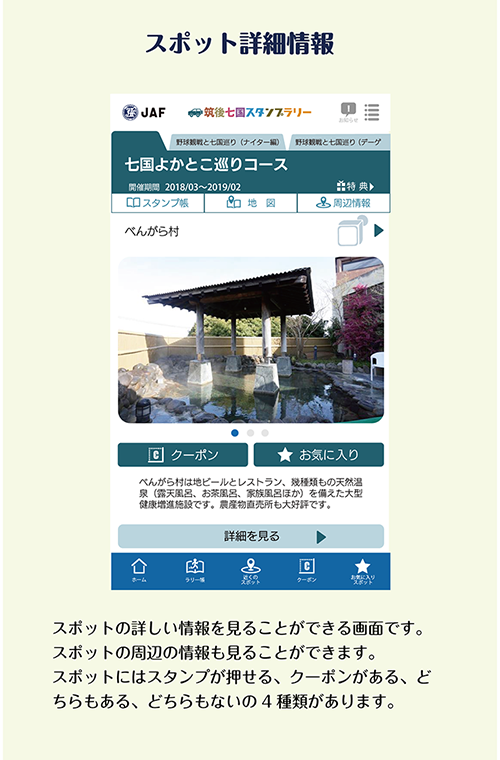 スポット詳細情報
JAF
筑後七国スタンプラリー
お知らせ
野球観戦と七国巡り（ナイター編）
野球観戦と七国巡り（デーゲ
七国よかとこ巡りコース
開催期間 2018/03～2019/02
特典
スタンプ帳
地図
周辺情報
べんがら村
クーポン
お気に入り
べんがら村は地ビールとレストラン、幾種類もの天然温
泉（露天風呂、お茶風呂、家族風呂ほか）を備えた大型
健康増進施設です。農産物直売所も大好評です。
詳細を見る
ホーム
ラリー帳
近くの
スポット
クーポン
お気に入り
スポット
スポットの詳しい情報を見ることができる画面です。
スポットの周辺の情報も見ることができます。
スポットにはスタンプが押せる、クーポンがある、ど
ちらもある、どちらもないの4種類があります。